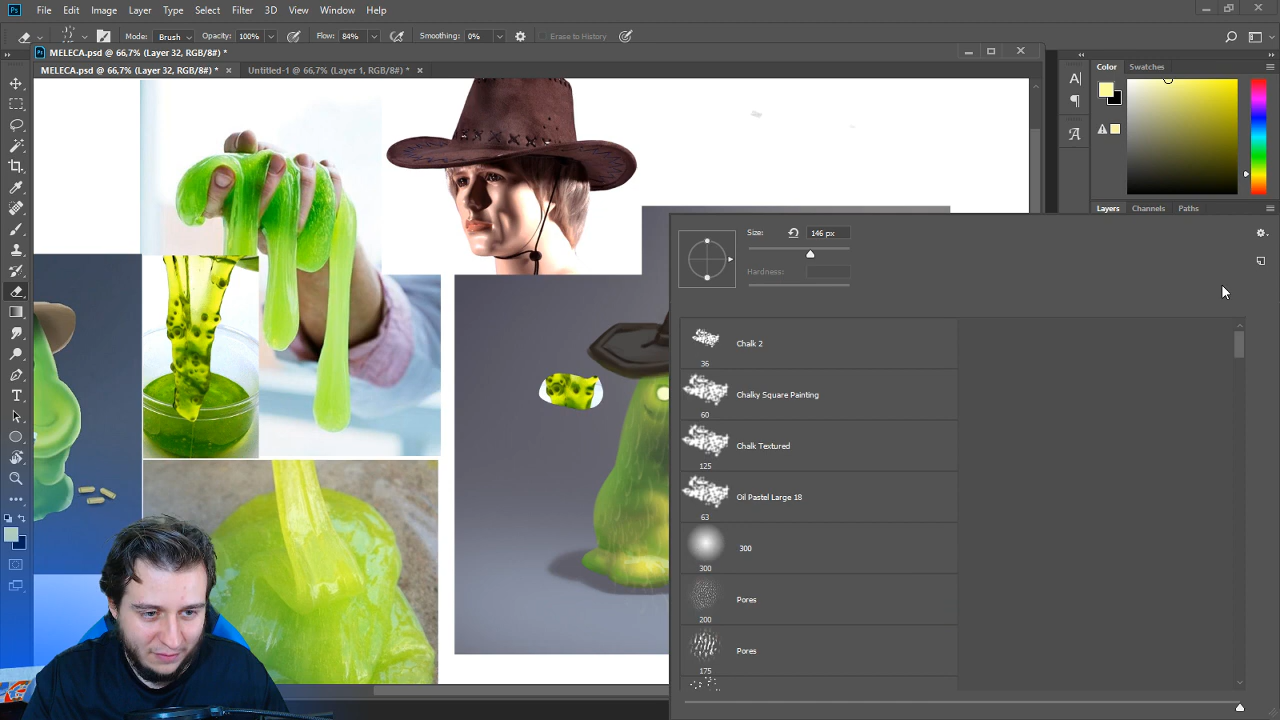 Ps File Edit Image Layer Type Select Filter 3D View Window Help
Mode: Brush Opacity: 100% Flow: 84% Smoothing: 0% Erase to History
MELECA.psd @ 66,7% (Layer 32, RGB/8#) *
MELECA.psd @ 66,7% (Layer 32, RGB/8#) * × Untitled-1 @ 66,7% (Layer 1, RGB/8#) * ×
Color Swatches
Layers Channels Paths
Size: 146 px
Hardness:
Chalk 2
36
Chalky Square Painting
60
Chalk Textured
125
Oil Pastel Large 18
63
300
300
Pores
200
Pores
175